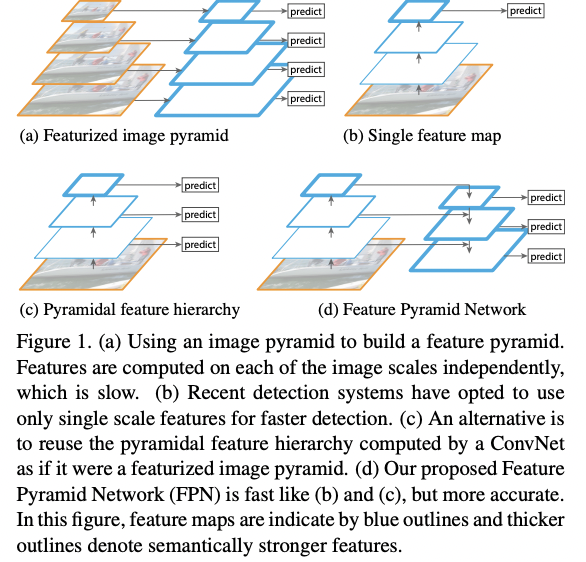 predict
predict
predict
predict
predict
(a) Featurized image pyramid
(b) Single feature map
predict
predict
predict
predict
predict
predict
(c) Pyramidal feature hierarchy
(d) Feature Pyramid Network
Figure 1. (a) Using an image pyramid to build a feature pyramid.
Features are computed on each of the image scales independently,
which is slow. (b) Recent detection systems have opted to use
only single scale features for faster detection. (c) An alternative is
to reuse the pyramidal feature hierarchy computed by a ConvNet
as if it were a featurized image pyramid. (d) Our proposed Feature
Pyramid Network (FPN) is fast like (b) and (c), but more accurate.
In this figure, feature maps are indicate by blue outlines and thicker
outlines denote semantically stronger features.